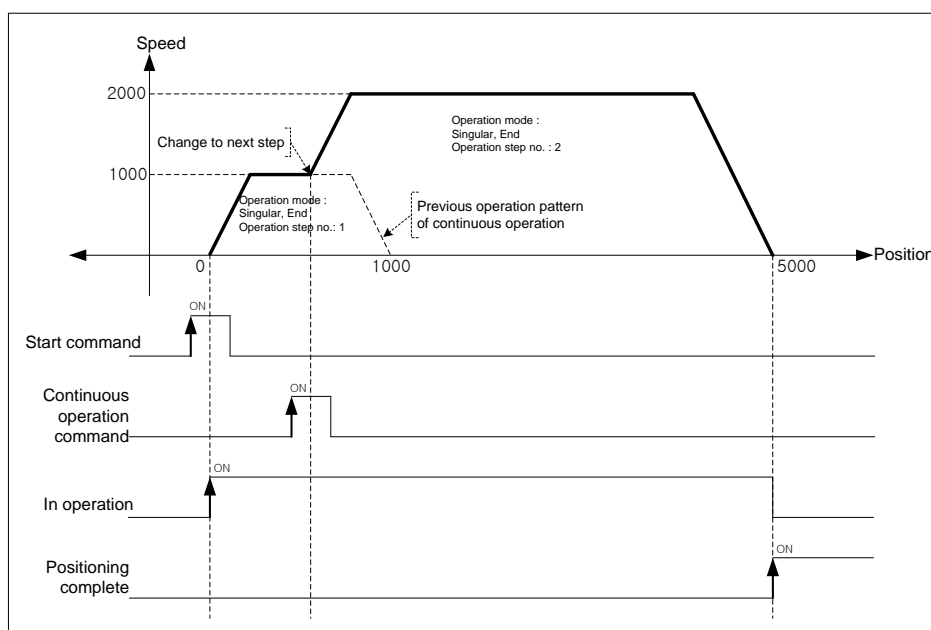 Speed
2000
Operation mode :
Singular, End
Operation step no. : 2
Change to next step
1000
Operation mode :
Singular, End
Operation step no.: 1
Previous operation pattern
of continuous operation
0
1000
5000
Position
ON
Start command
ON
Continuous
operation
command
ON
In operation
ON
Positioning
complete